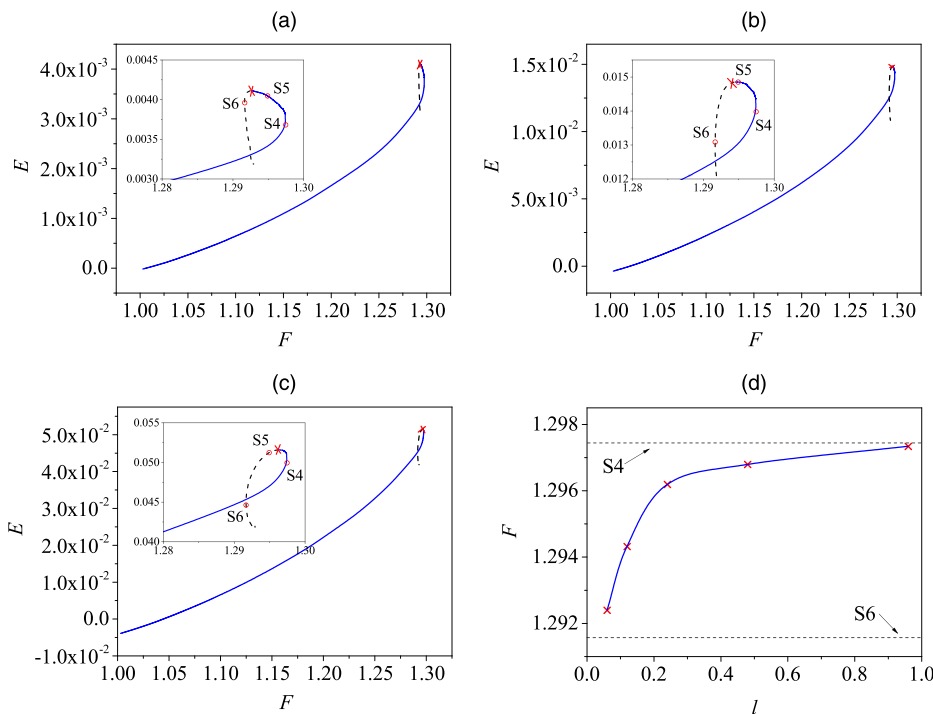 (a)
4.0x10⁻³
3.0x10⁻³
2.0x10⁻³
1.0x10⁻³
0.0
E
1.00 1.05 1.10 1.15 1.20 1.25 1.30
F
0.0045
0.0040
0.0035
0.0030
1.28 1.29 1.30
S6
S5
S4
(b)
1.5x10⁻²
1.0x10⁻²
5.0x10⁻³
0.0
E
1.00 1.05 1.10 1.15 1.20 1.25 1.30
F
0.015
0.014
0.013
0.012
1.28 1.29 1.30
S5
S4
S6
(c)
5.0x10⁻²
4.0x10⁻²
3.0x10⁻²
2.0x10⁻²
1.0x10⁻²
0.0
-1.0x10⁻²
E
1.00 1.05 1.10 1.15 1.20 1.25 1.30
F
0.055
0.050
0.045
0.040
1.28 1.29 1.30
S5
S4
S6
(d)
1.298
1.296
1.294
1.292
F
S4
S6
0.0 0.2 0.4 0.6 0.8 1.0
l